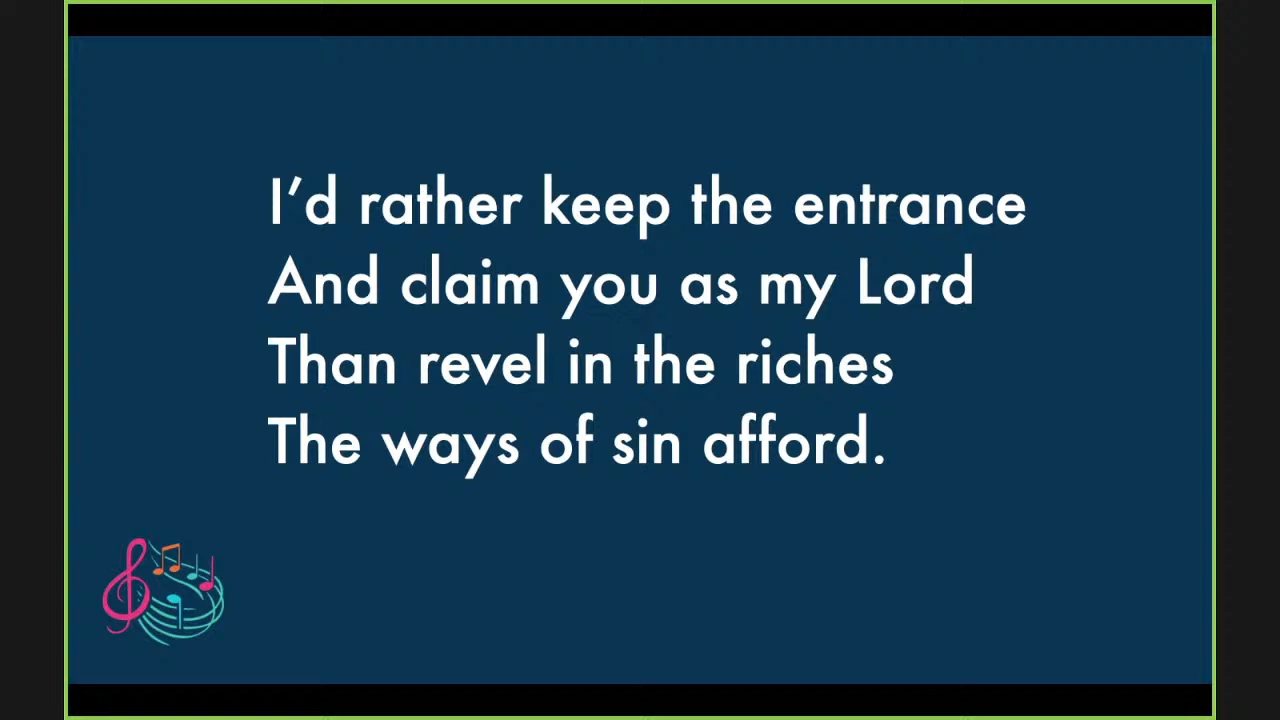 I’d rather keep the entrance
And claim you as my Lord
Than revel in the riches
The ways of sin afford.